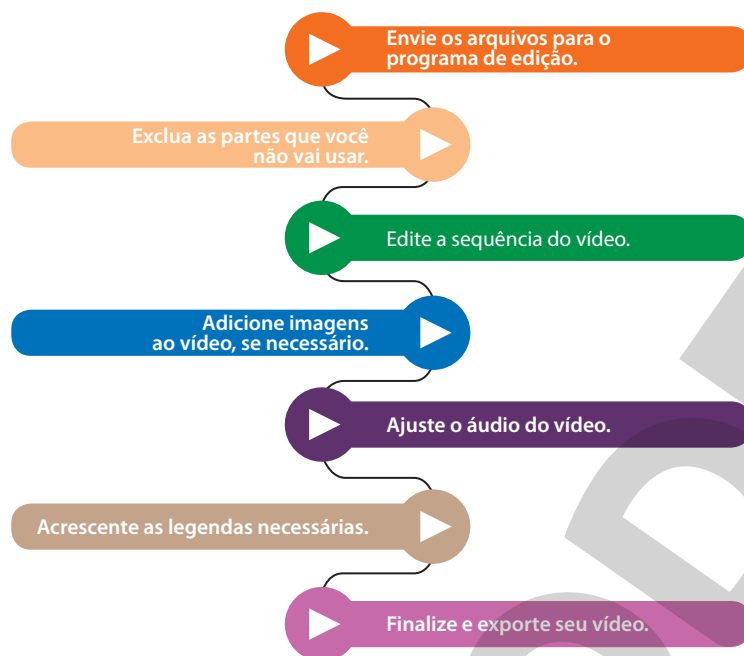 Envie os arquivos para o
programa de edição.
Exclua as partes que você
não vai usar.
Edite a sequência do vídeo.
Adicione imagens
ao vídeo, se necessário.
Ajuste o áudio do vídeo.
Acrescente as legendas necessárias.
Finalize e exporte seu vídeo.